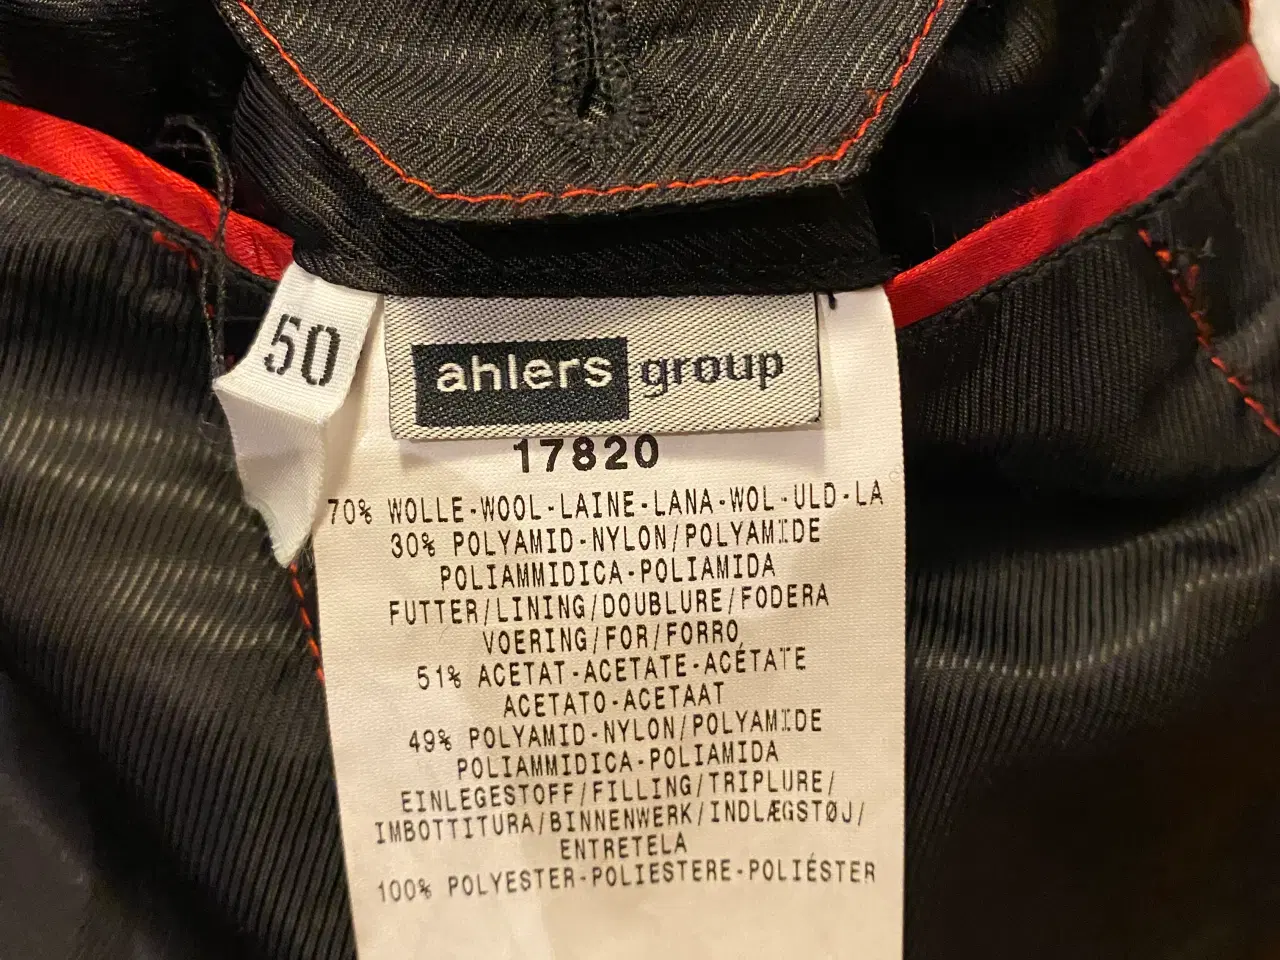 50
ahlers group
17820
70% WOLLE-WOOL-LAINE-LANA-WOL-ULD-LA
30% POLYAMID-NYLON/POLYAMIDE
POLIAMMIDICA-POLIAMIDA
FUTTER/LINING/DOUBLURE/FODERA
VOERING/FOR/FORRO
51% ACETAT-ACETATE-ACÉTATE
ACETATO-ACETAAT
49% POLYAMID-NYLON/POLYAMIDE
POLIAMMIDICA-POLIAMIDA
EINLEGESTOFF/FILLING/TRIPLURE/
IMBOTTITURA/BINNENWERK/INDLÆGSTØJ/
ENTRETELA
100% POLYESTER-POLIESTERE-POLIÉSTER